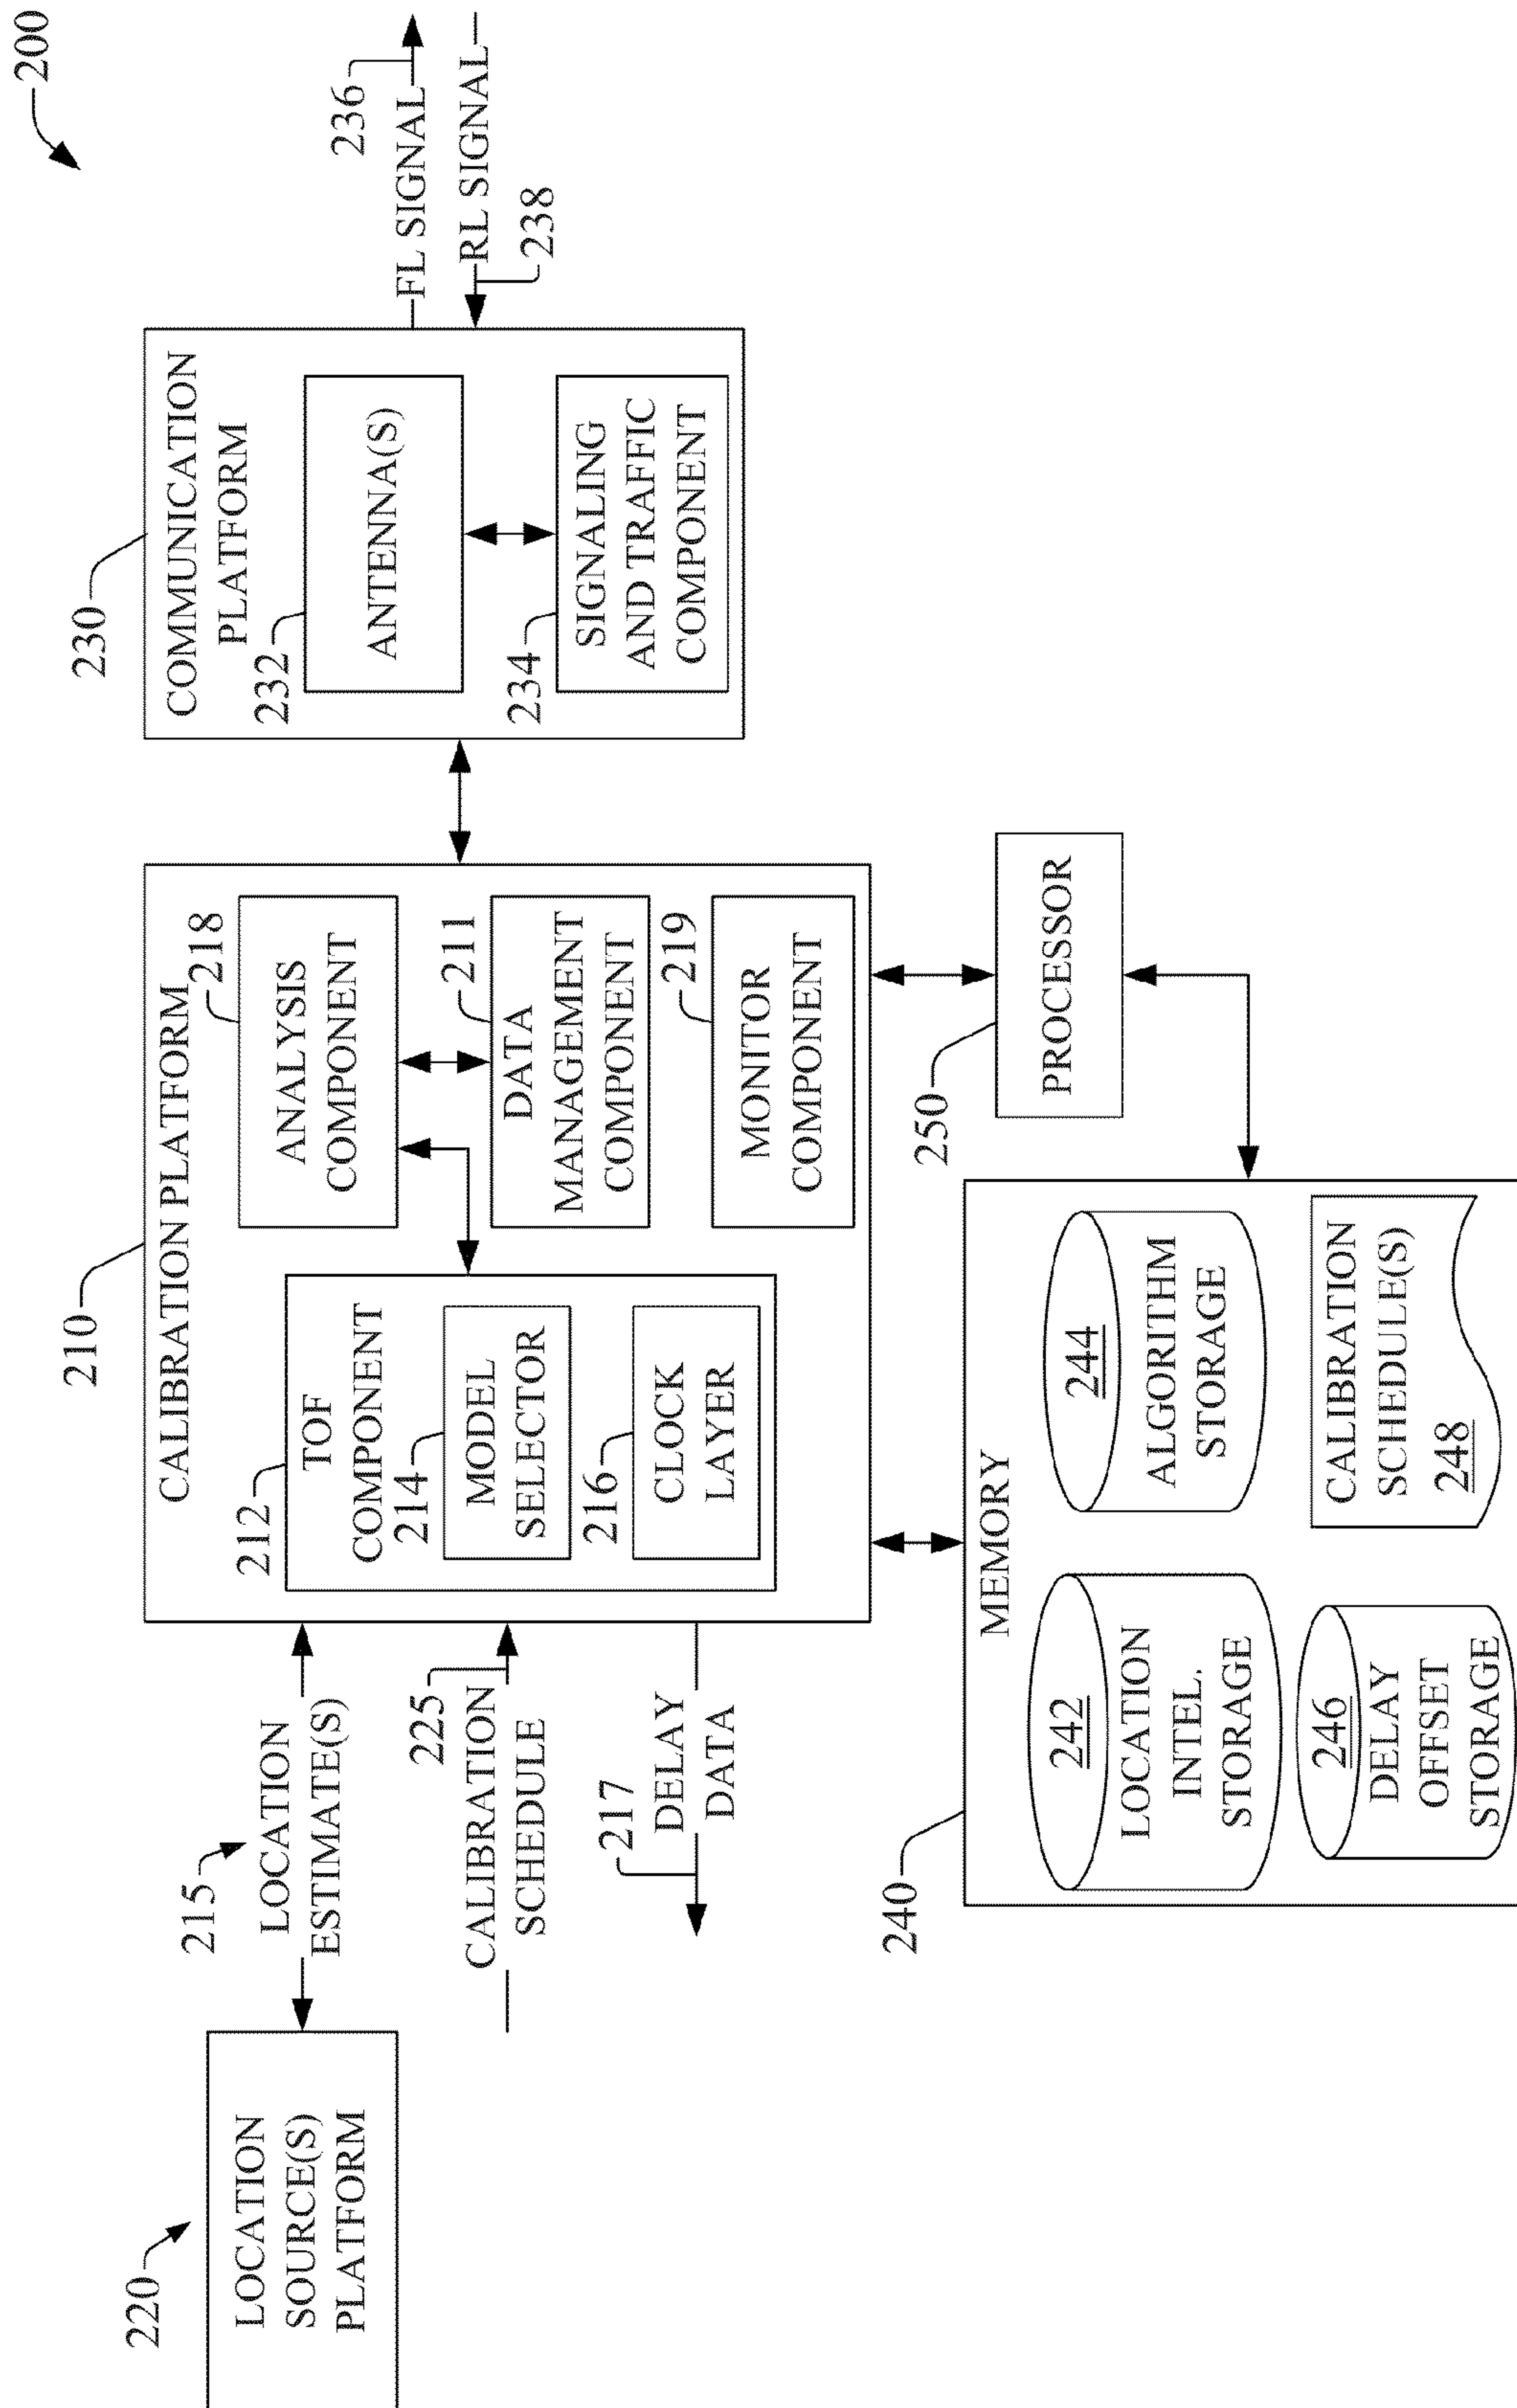 200
220
LOCATION
SOURCE(S)
PLATFORM
215
LOCATION
ESTIMATE(S)
225
CALIBRATION
SCHEDULE
217
DELAY
DATA
210
CALIBRATION PLATFORM
212
TOF
COMPONENT
214
MODEL
SELECTOR
216
CLOCK
LAYER
218
ANALYSIS
COMPONENT
211
DATA
MANAGEMENT
COMPONENT
219
MONITOR
COMPONENT
230
COMMUNICATION
PLATFORM
232
ANTENNA(S)
234
SIGNALING
AND TRAFFIC
COMPONENT
236
FL SIGNAL
RL SIGNAL
238
250
PROCESSOR
240
MEMORY
242
LOCATION
INTEL.
STORAGE
244
ALGORITHM
STORAGE
246
DELAY
OFFSET
STORAGE
CALIBRATION
SCHEDULE(S)
248